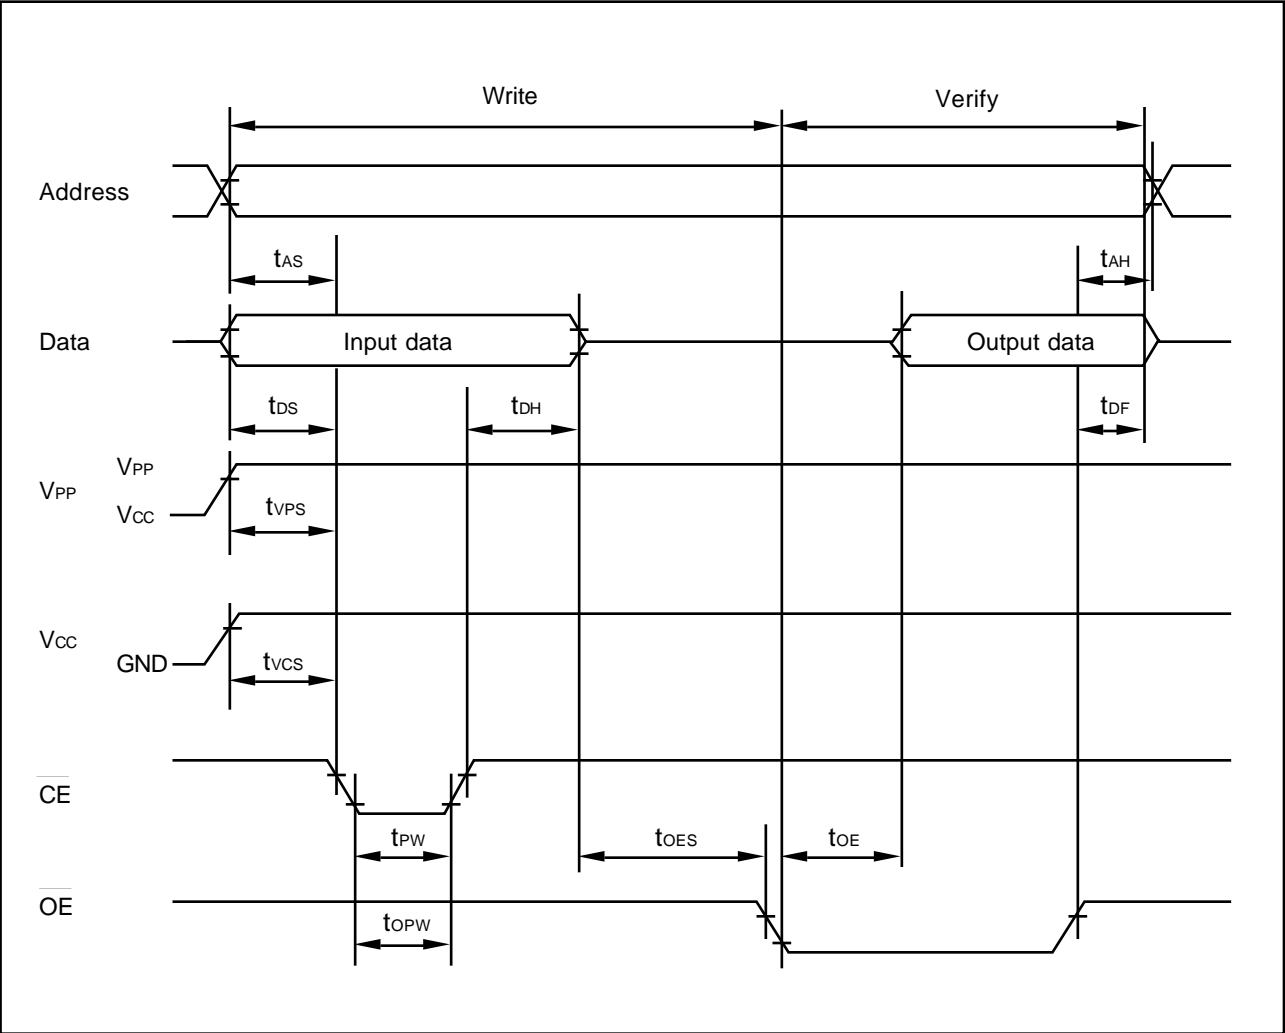 Write
Verify
Address
tAS
tAH
Data
Input data
Output data
tDS
tDH
tDF
VPP
VPP
VCC
tVPS
VCC
GND
tVCS
CE
tPW
tOES
tOE
OE
tOPW